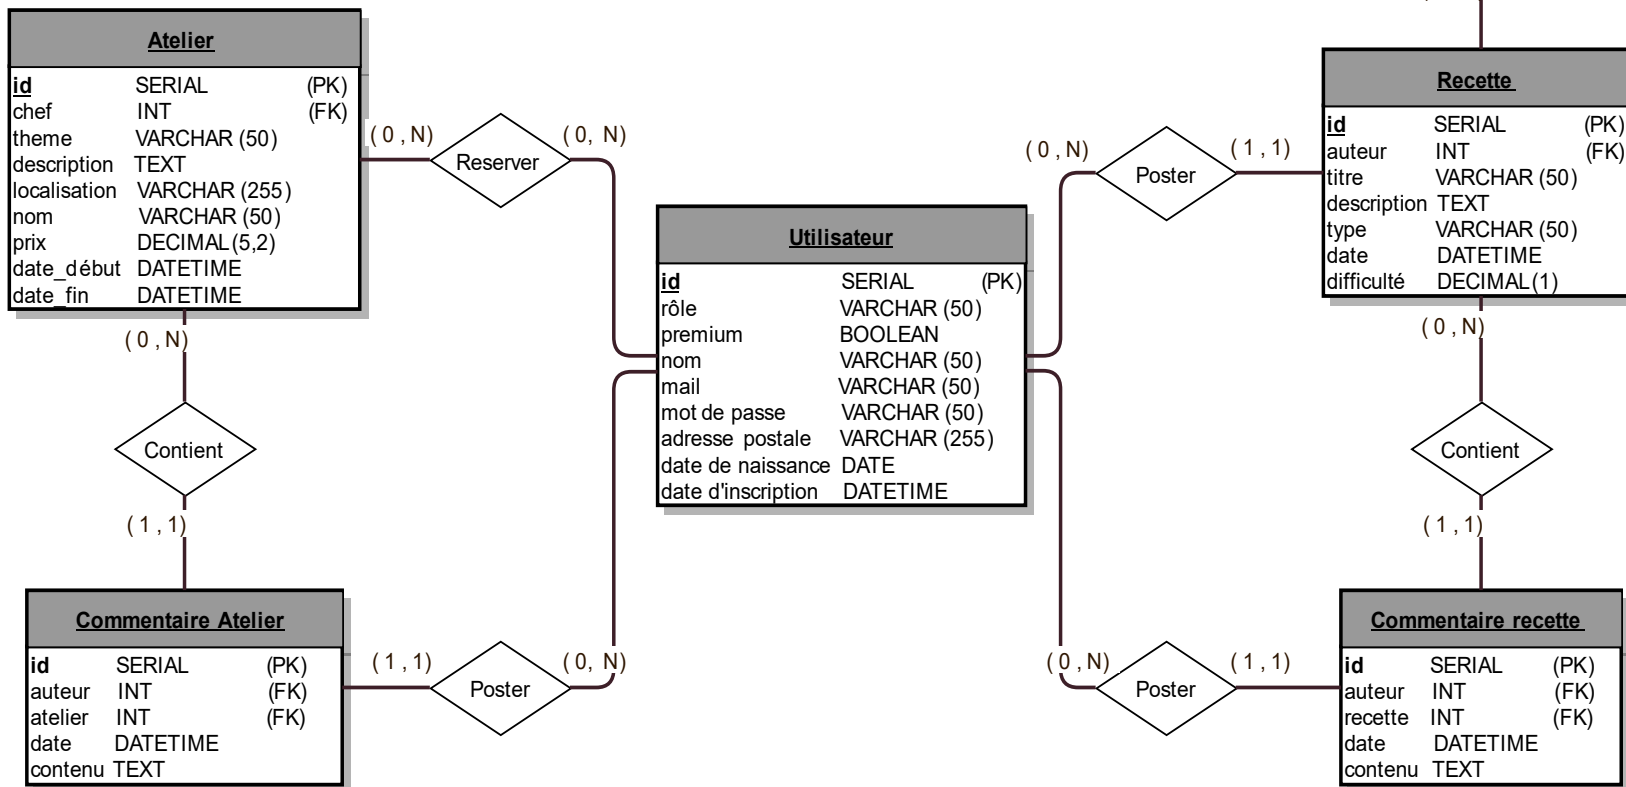 Atelier
id SERIAL (PK)
chef INT (FK)
theme VARCHAR (50)
description TEXT
localisation VARCHAR (255)
nom VARCHAR (50)
prix DECIMAL (5,2)
date_début DATETIME
date_fin DATETIME
(0,N)
Reserver
(0, N)
(0,N)
Contient
(1,1)
Commentaire Atelier
id SERIAL (PK)
auteur INT (FK)
atelier INT (FK)
date DATETIME
contenu TEXT
(1,1)
Poster
(0, N)
Utilisateur
id SERIAL (PK)
rôle VARCHAR (50)
premium BOOLEAN
nom VARCHAR (50)
mail VARCHAR (50)
mot de passe VARCHAR (50)
adresse postale VARCHAR (255)
date de naissance DATE
date d'inscription DATETIME
(0,N)
Poster
(1,1)
Recette
id SERIAL (PK)
auteur INT (FK)
titre VARCHAR (50)
description TEXT
type VARCHAR (50)
date DATETIME
difficulté DECIMAL (1)
(0,N)
Contient
(1,1)
(0,N)
Poster
(1,1)
Commentaire recette
id SERIAL (PK)
auteur INT (FK)
recette INT (FK)
date DATETIME
contenu TEXT